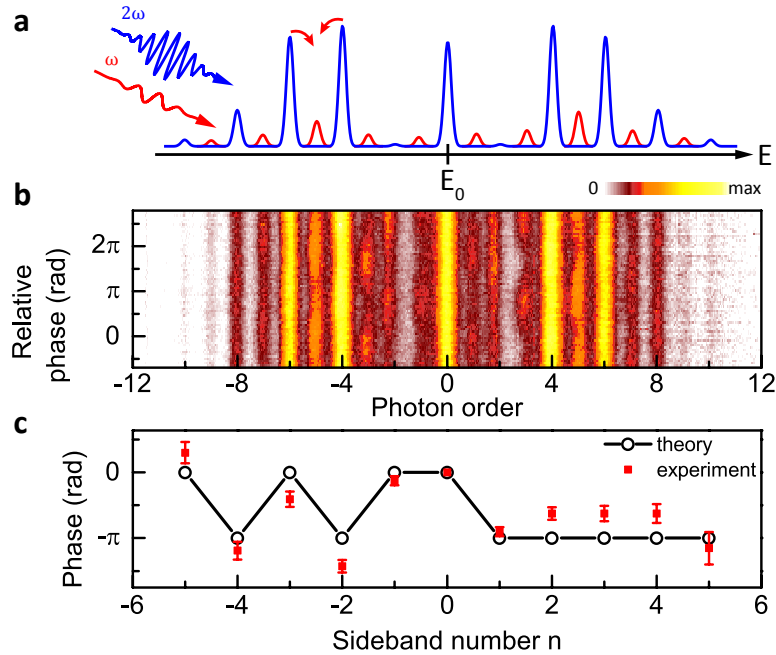 a
2ω
ω
E
E0
0 max
b
Relative
phase (rad)
2π
π
0
-12 -8 -4 0 4 8 12
Photon order
c
Phase (rad)
0
-π
theory
experiment
-6 -4 -2 0 2 4 6
Sideband number n